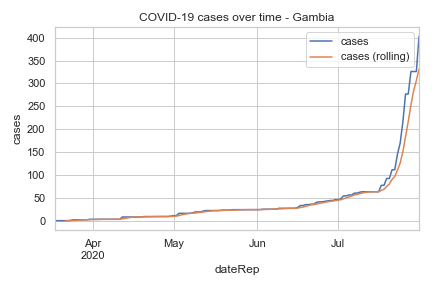 COVID-19 cases over time - Gambia
cases
cases (rolling)
400
350
300
250
200
150
100
50
0
cases
Apr May Jun Jul
2020
dateRep